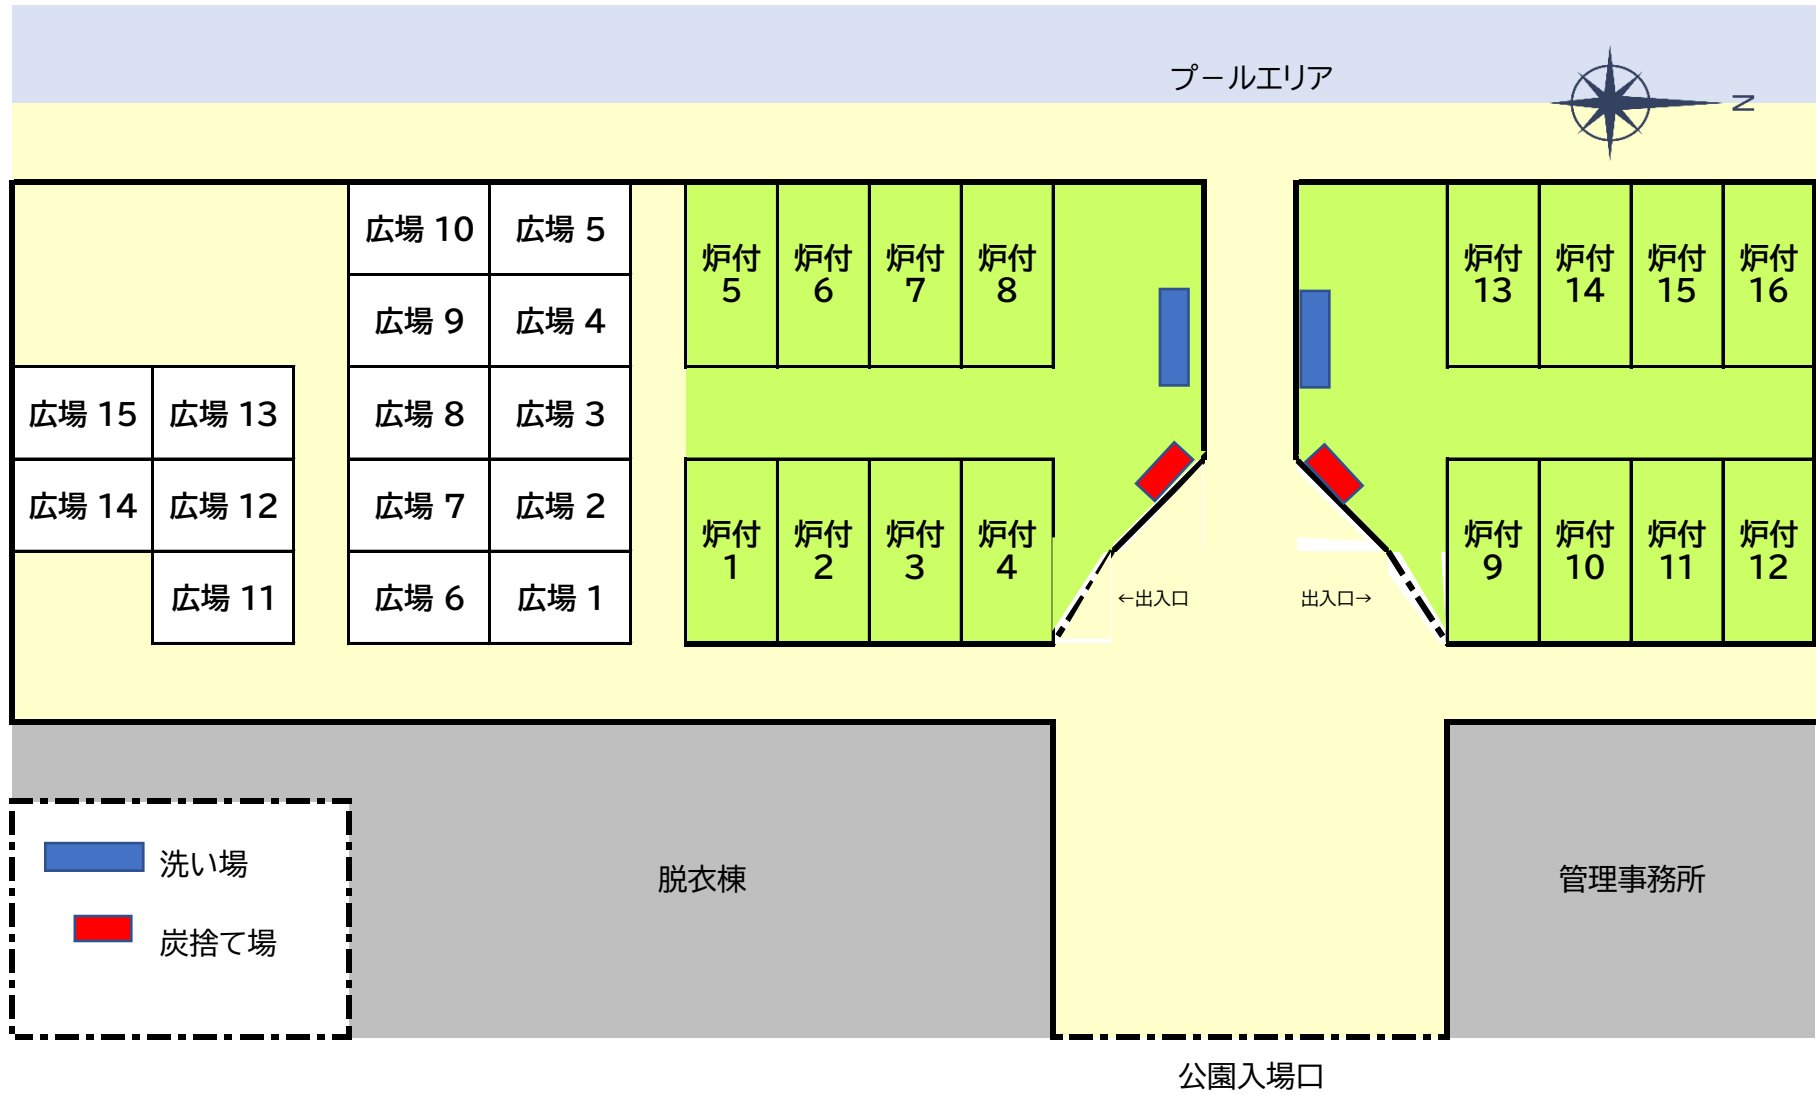 プールエリア
N
広場 10
広場 5
広場 9
広場 4
広場 15
広場 13
広場 8
広場 3
広場 14
広場 12
広場 7
広場 2
広場 11
広場 6
広場 1
炉付
5
炉付
6
炉付
7
炉付
8
炉付
1
炉付
2
炉付
3
炉付
4
炉付
13
炉付
14
炉付
15
炉付
16
炉付
9
炉付
10
炉付
11
炉付
12
←出入口
出入口→
洗い場
炭捨て場
脱衣棟
管理事務所
公園入場口